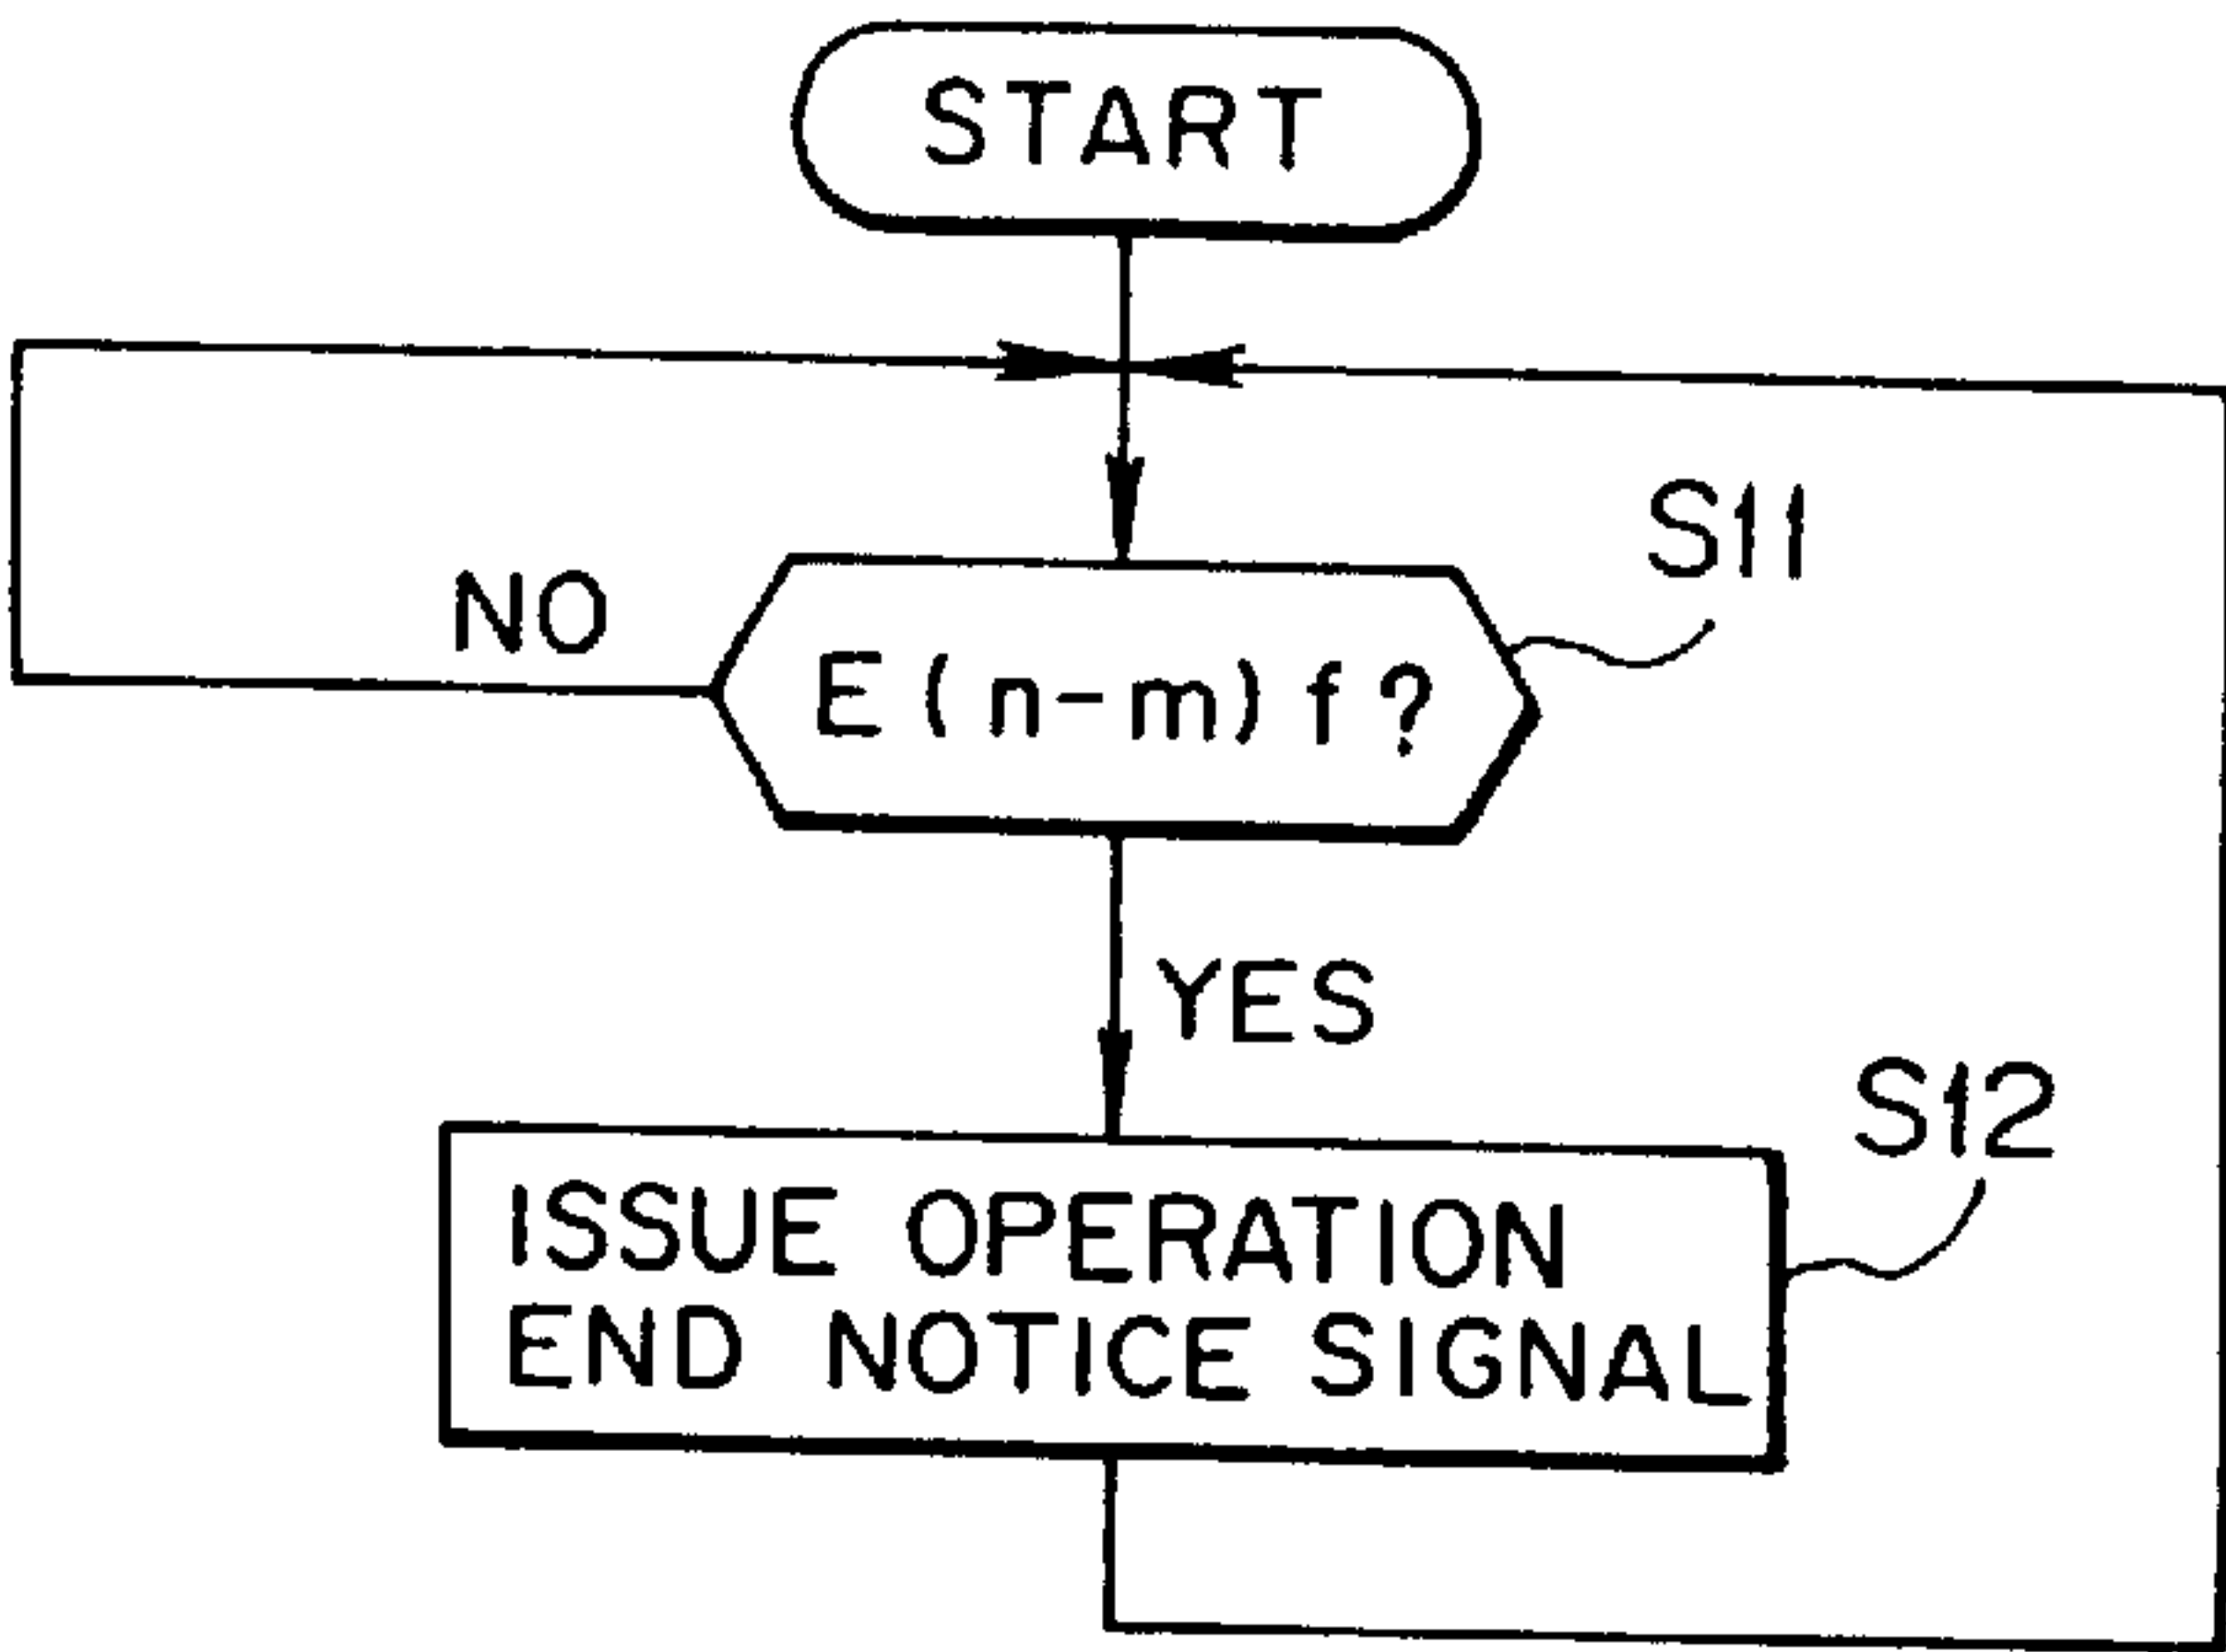 START
S11
NO
E(n-m)f?
YES
S12
ISSUE OPERATION
END NOTICE SIGNAL